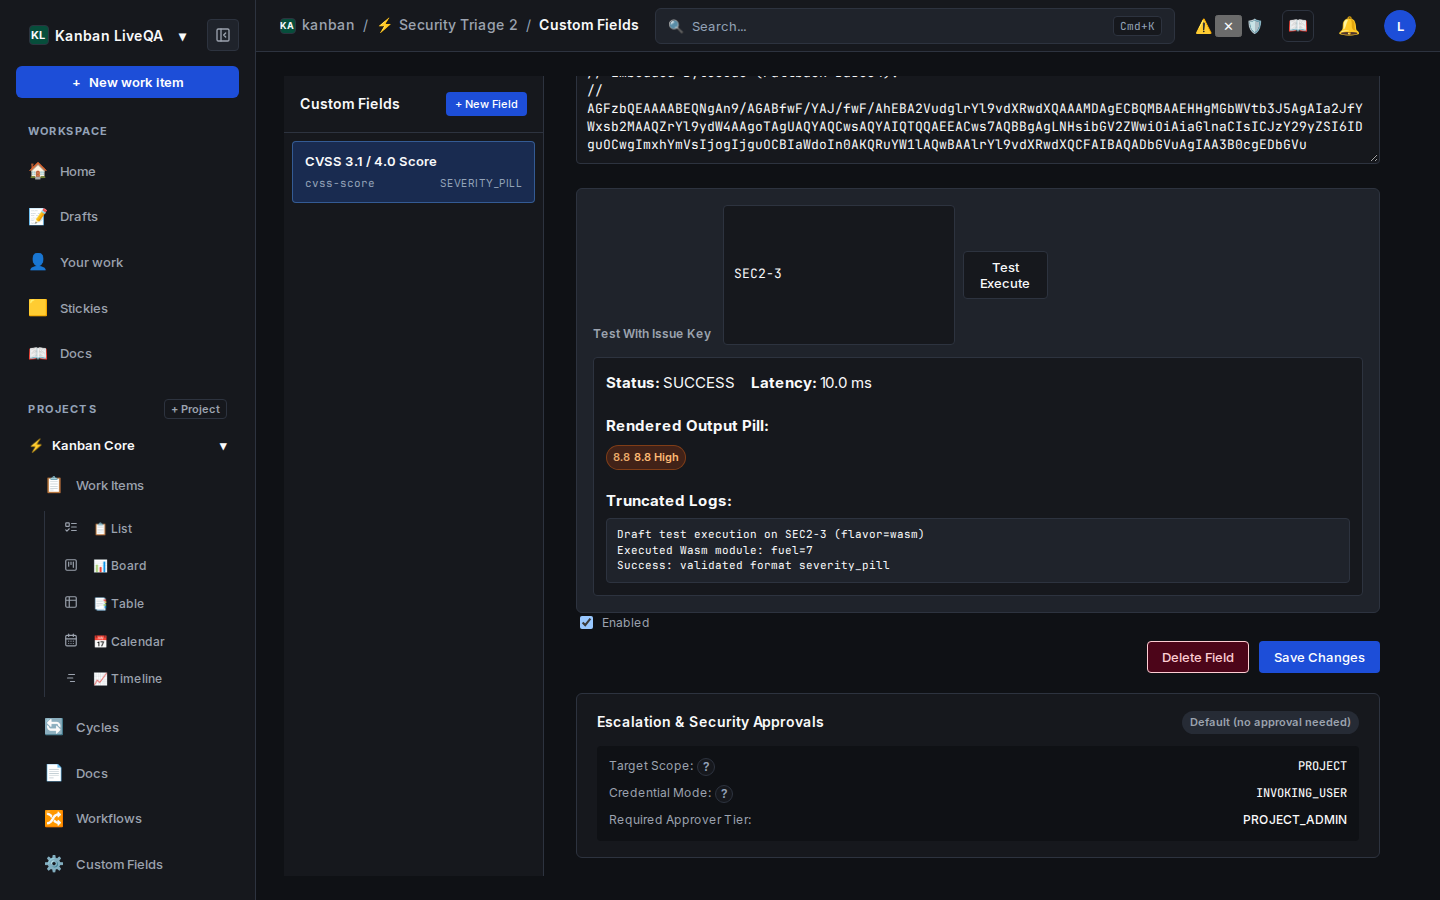 KL Kanban LiveQA ▼
+ New work item
WORKSPACE
Home
Drafts
Your work
Stickies
Docs
PROJECTS
+ Project
Kanban Core ▼
Work Items
List
Board
Table
Calendar
Timeline
Cycles
Docs
Workflows
Custom Fields
KA kanban / Security Triage 2 / Custom Fields
Search...
Cmd+K
L
Custom Fields
+ New Field
CVSS 3.1 / 4.0 Score
cvss-score
SEVERITY_PILL
//
AGFzbQEAAAABEQNgAn9/AGABfwF/YAJ/fwF/AhEBA2VudglrYl9vdXRwdXQAAAMDAgECBQMBAAEHHgMGbWVtb3J5AgAIa2JfY
Wxsb2MAAQZrYl9ydW4AAgoTAgUAQYAQCwsAQYAIQTQQAEEACws7AQBBgAgLNHsibGV2ZWwiOiAiaGlnaCIsICJzY29yZSI6ID
guOCwgImxhYmVsIjogIjguOCBIaWdoIn0AKQRuYW1lAQwBAAlrYl9vdXRwdXQCFAIBAQADbGVuAgIAA3B0cgEDbGVu
Test With Issue Key
SEC2-3
Test
Execute
Status: SUCCESS Latency: 10.0 ms
Rendered Output Pill:
8.8 8.8 High
Truncated Logs:
Draft test execution on SEC2-3 (flavor=wasm)
Executed Wasm module: fuel=7
Success: validated format severity_pill
Enabled
Delete Field
Save Changes
Escalation & Security Approvals
Default (no approval needed)
Target Scope: ?
PROJECT
Credential Mode: ?
INVOKING_USER
Required Approver Tier:
PROJECT_ADMIN